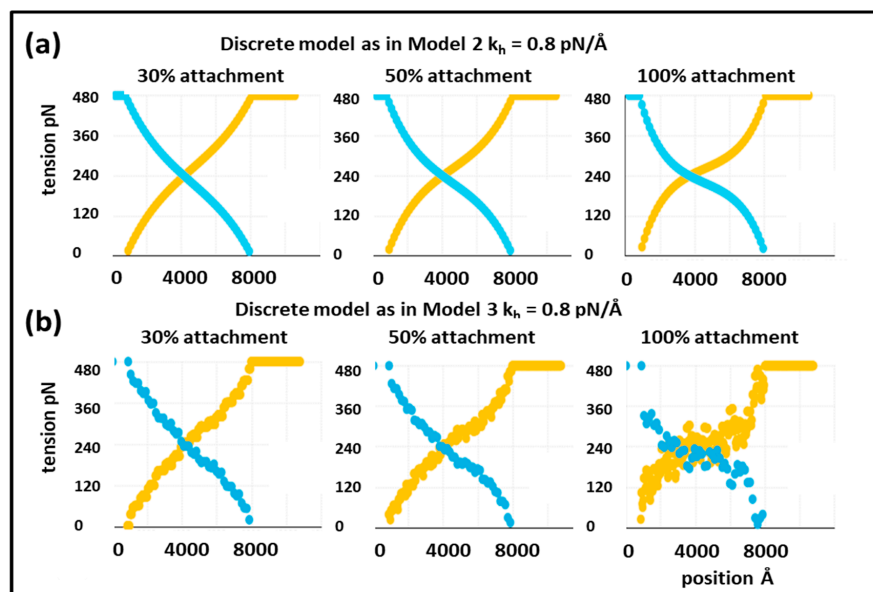 (a)
Discrete model as in Model 2 kh = 0.8 pN/Å
30% attachment 50% attachment 100% attachment
tension pN
480 480 480
360 360 360
240 240 240
120 120 120
0 0 0
0 4000 8000 0 4000 8000 0 4000 8000
(b)
Discrete model as in Model 3 kh = 0.8 pN/Å
30% attachment 50% attachment 100% attachment
tension pN
480 480 480
360 360 360
240 240 240
120 120 120
0 0 0
0 4000 8000 0 4000 8000 0 4000 8000
position Å